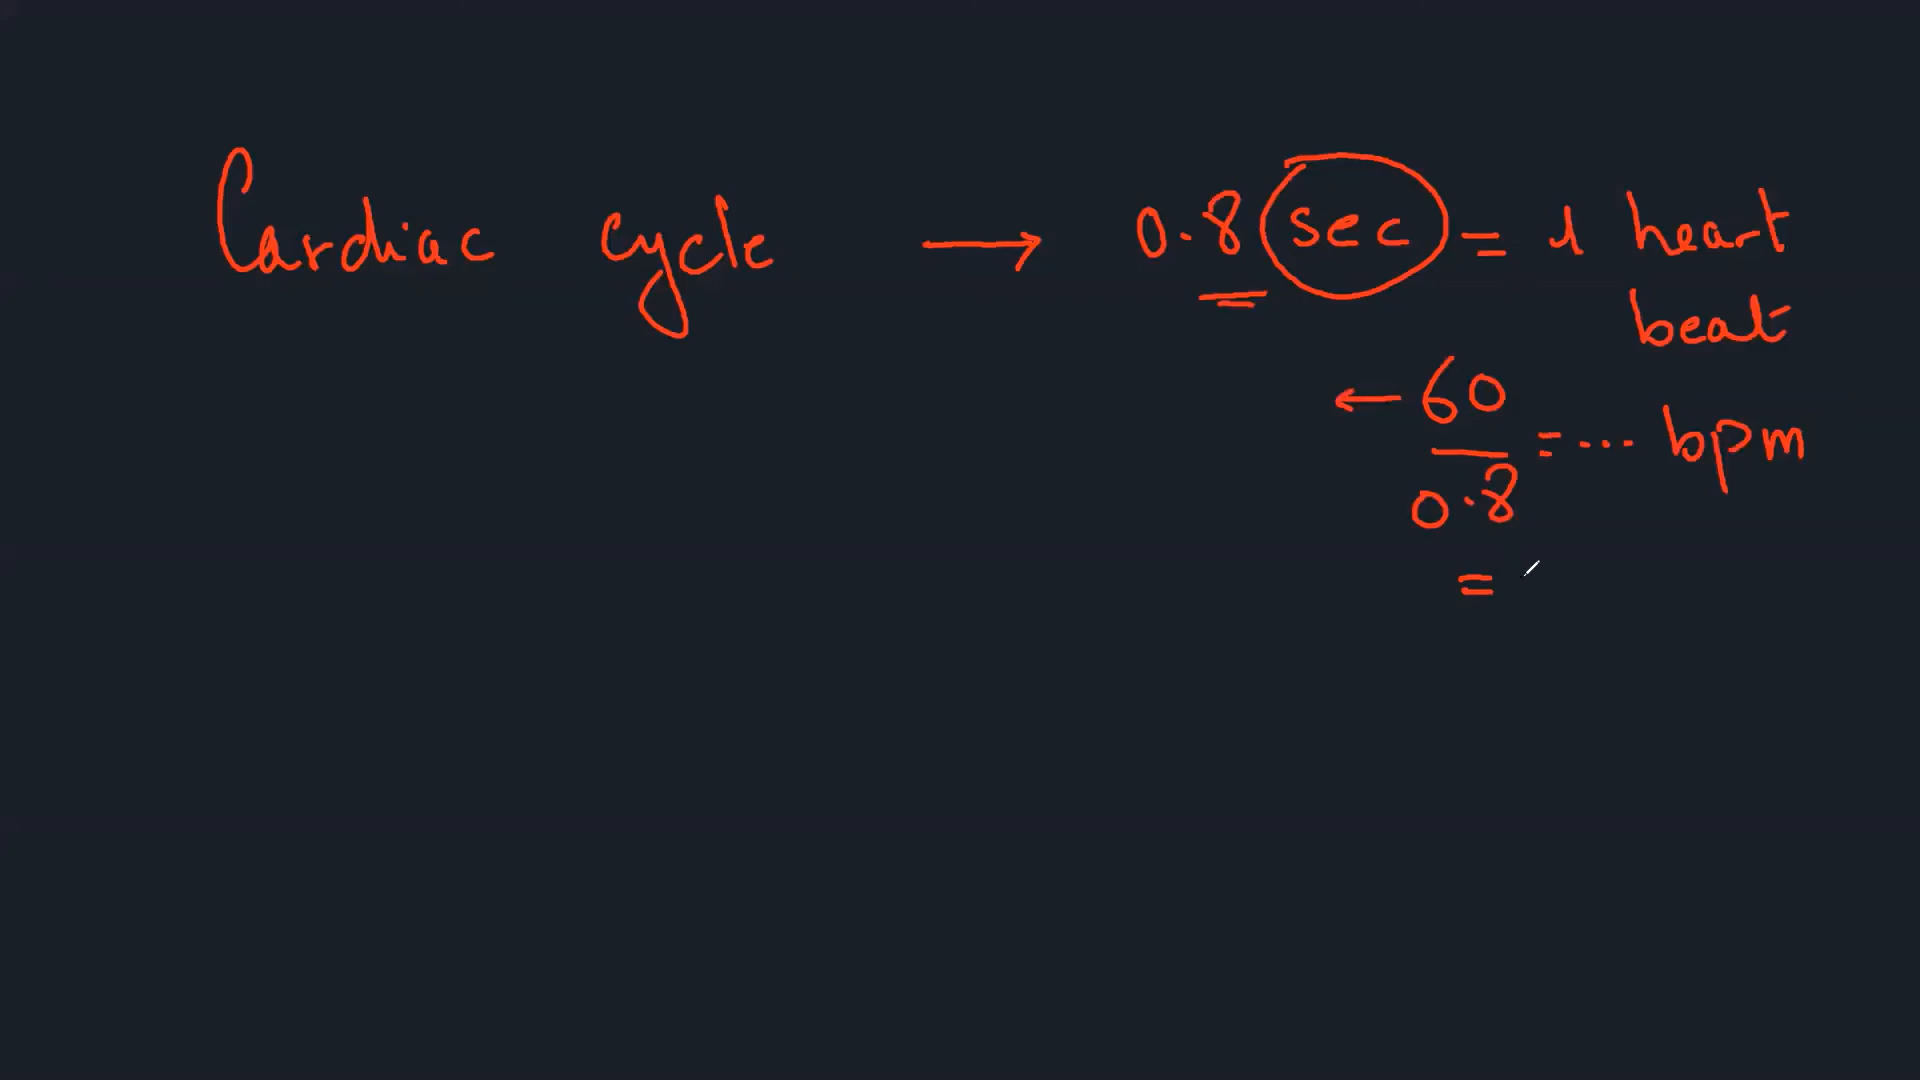 Cardiac cycle → 0.8 sec = 1 heart
beat
← 60
/ 0.8 = ... bpm
=